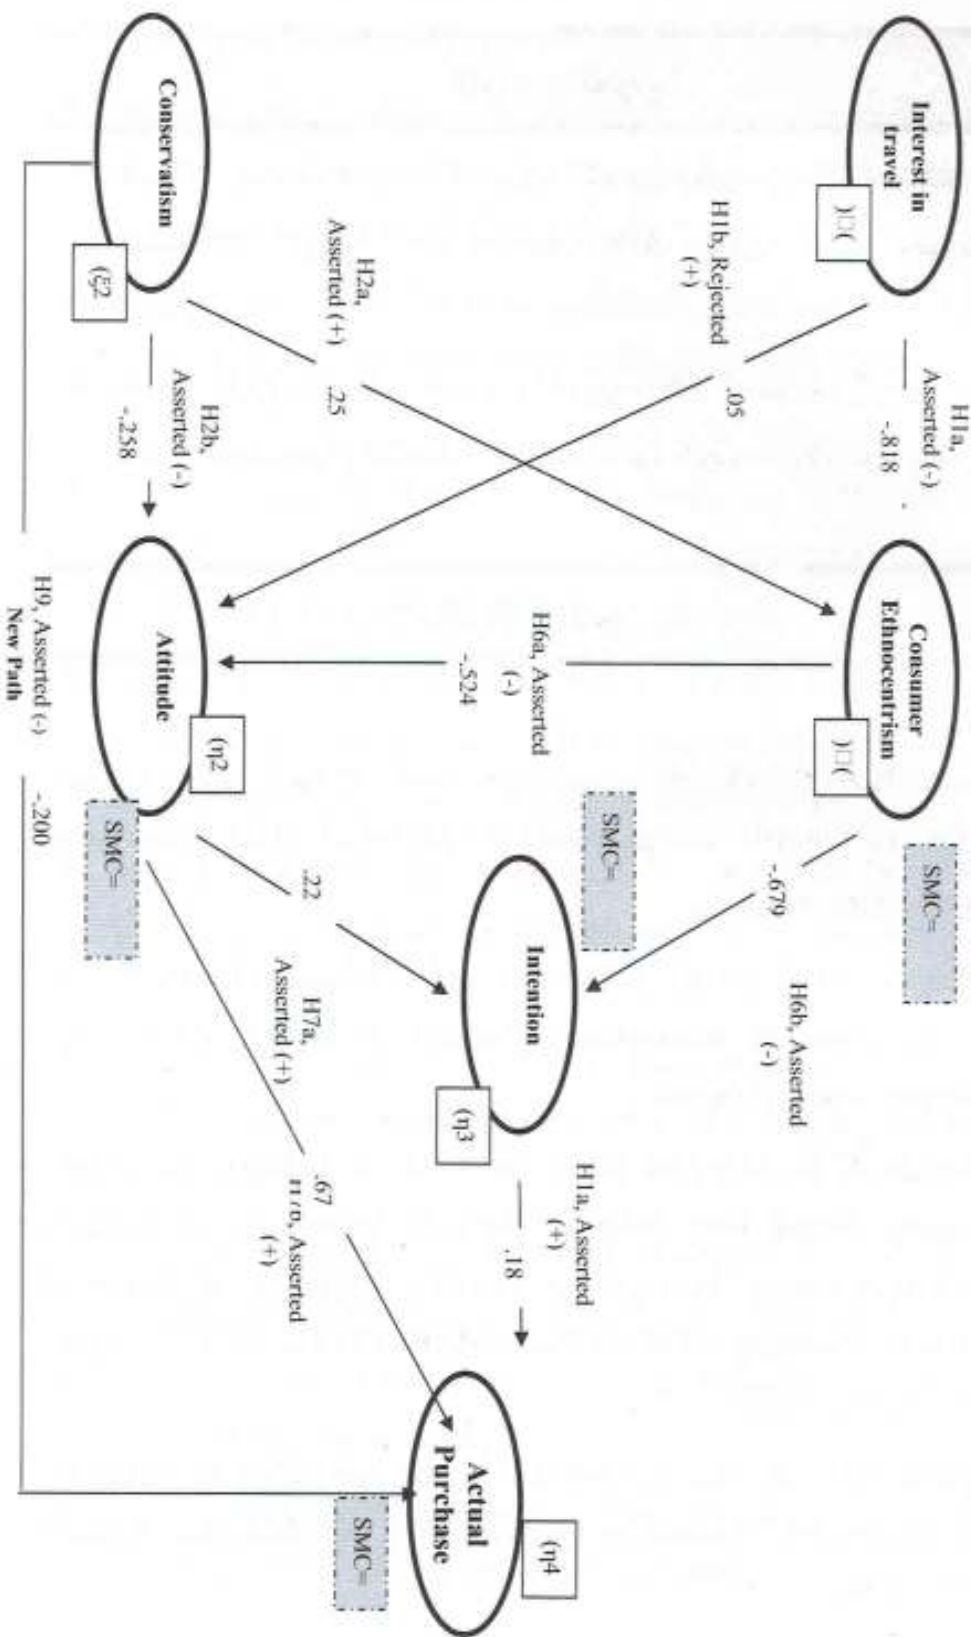 Interest in
travel
)□(
H1a,
Asserted (-)
-.818
Consumer
Ethnocentrism
)□(
SMC=
H1b, Rejected
(+)
.05
H6b, Asserted
(-)
-.679
SMC=
H2a,
Asserted (+)
.25
H6a, Asserted
(-)
-.524
Intention
(η3
H1a, Asserted
(+)
.18
Actual
Purchase
(η4
SMC=
Conservatism
(ξ2
H2b,
Asserted (-)
-.258
Attitude
(η2
SMC=
.22
H7a,
Asserted (+)
.67
Asserted
(+)
H9, Asserted (-)
New Path
-.200